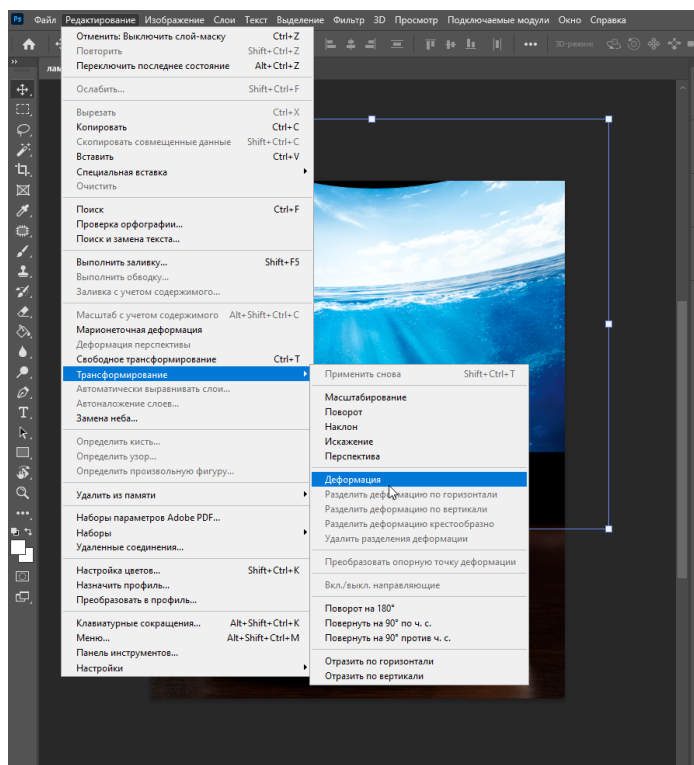 Ps Файл Редактирование Изображение Слои Текст Выделение Фильтр 3D Просмотр Подключаемые модули Окно Справка
3D-режим:
лам
Отменить: Выключить слой-маску Ctrl+Z
Повторить Shift+Ctrl+Z
Переключить последнее состояние Alt+Ctrl+Z
Ослабить... Shift+Ctrl+F
Вырезать Ctrl+X
Копировать Ctrl+C
Скопировать совмещенные данные Shift+Ctrl+C
Вставить Ctrl+V
Специальная вставка
Очистить
Поиск Ctrl+F
Проверка орфографии...
Поиск и замена текста...
Выполнить заливку... Shift+F5
Выполнить обводку...
Заливка с учетом содержимого...
Масштаб с учетом содержимого Alt+Shift+Ctrl+C
Марионеточная деформация
Деформация перспективы
Свободное трансформирование Ctrl+T
Трансформирование
Автоматически выравнивать слои...
Автоналожение слоев...
Замена неба...
Определить кисть...
Определить узор...
Определить произвольную фигуру...
Удалить из памяти
Наборы параметров Adobe PDF...
Наборы
Удаленные соединения...
Настройка цветов... Shift+Ctrl+K
Назначить профиль...
Преобразовать в профиль...
Клавиатурные сокращения... Alt+Shift+Ctrl+K
Меню... Alt+Shift+Ctrl+M
Панель инструментов...
Настройки
Применить снова Shift+Ctrl+T
Масштабирование
Поворот
Наклон
Искажение
Перспектива
Деформация
Разделить деформацию по горизонтали
Разделить деформацию по вертикали
Разделить деформацию крестообразно
Удалить разделения деформации
Преобразовать опорную точку деформации
Вкл./выкл. направляющие
Поворот на 180°
Повернуть на 90° по ч. с.
Повернуть на 90° против ч. с.
Отразить по горизонтали
Отразить по вертикали